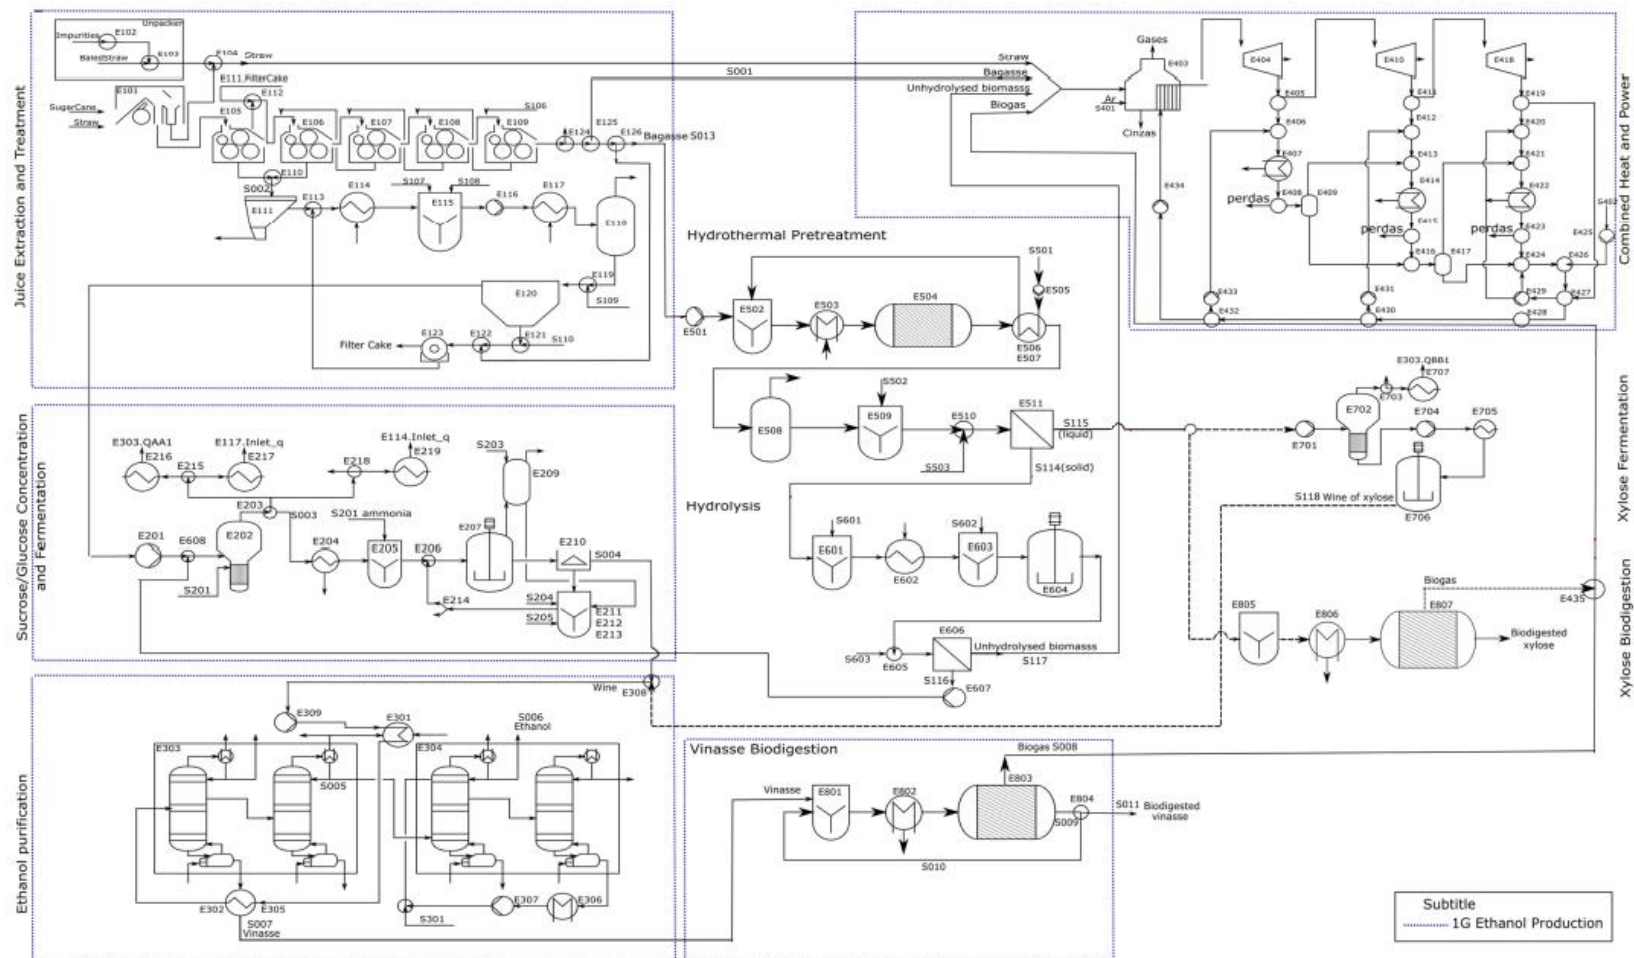 Juice Extraction and Treatment
Unpacker
Impurities
E102
BaledStraw
E103
E104
Straw
E101
SugarCane
Straw
E111.FilterCake
E112
E105
E106
E107
E108
E109
S106
E124
E125
E126
Bagasse S013
S001
E110
S002
E111
E113
E114
S107
S108
E115
E116
E117
E119
S109
E120
E121
S110
E122
E123
Filter Cake
Combined Heat and Power
Straw
Bagasse
Unhydrolysed biomasss
Biogas
Gases
E403
Ar
S401
Cinzas
E404
E405
E406
E407
perdas
E408
E409
E410
E411
E412
E413
E414
perdas
E416
E417
E418
E419
E420
E421
E422
perdas
E423
E424
S402
E425
E426
E427
E428
E429
E430
E431
E432
E433
E434
Hydrothermal Pretreatment
E501
E502
E503
E504
S501
E505
E506
E507
E508
S502
E509
E510
S503
E511
S115
(liquid)
S114(solid)
Hydrolysis
S601
E601
E602
S602
E603
E604
S603
E605
E606
Unhydrolysed biomasss
S117
S116
E607
Xylose Fermentation
E701
E702
E703
E303.QBB1
E707
E704
E705
S118 Wine of xylose
E706
Xylose Biodigestion
E805
E806
Biogas
E807
E435
Biodigested
xylose
Sucrose/Glucose Concentration
and Fermentation
E303.QAA1
E216
E215
E117.Inlet_q
E217
E218
E114.Inlet_q
E219
S203
E209
E201
E608
E202
E203
S003
S201
E204
S201 ammonia
E205
E206
E207
E210
S004
E214
S204
S205
E211
E212
E213
Ethanol purification
Wine
E308
E309
E301
E303
S005
E304
S006
Ethanol
E302
E305
S007
Vinasse
S301
E307
E306
Vinasse Biodigestion
Vinasse
E801
E802
Biogas S008
E803
E804
S009
S010
S011
Biodigested
vinasse
Subtitle
1G Ethanol Production